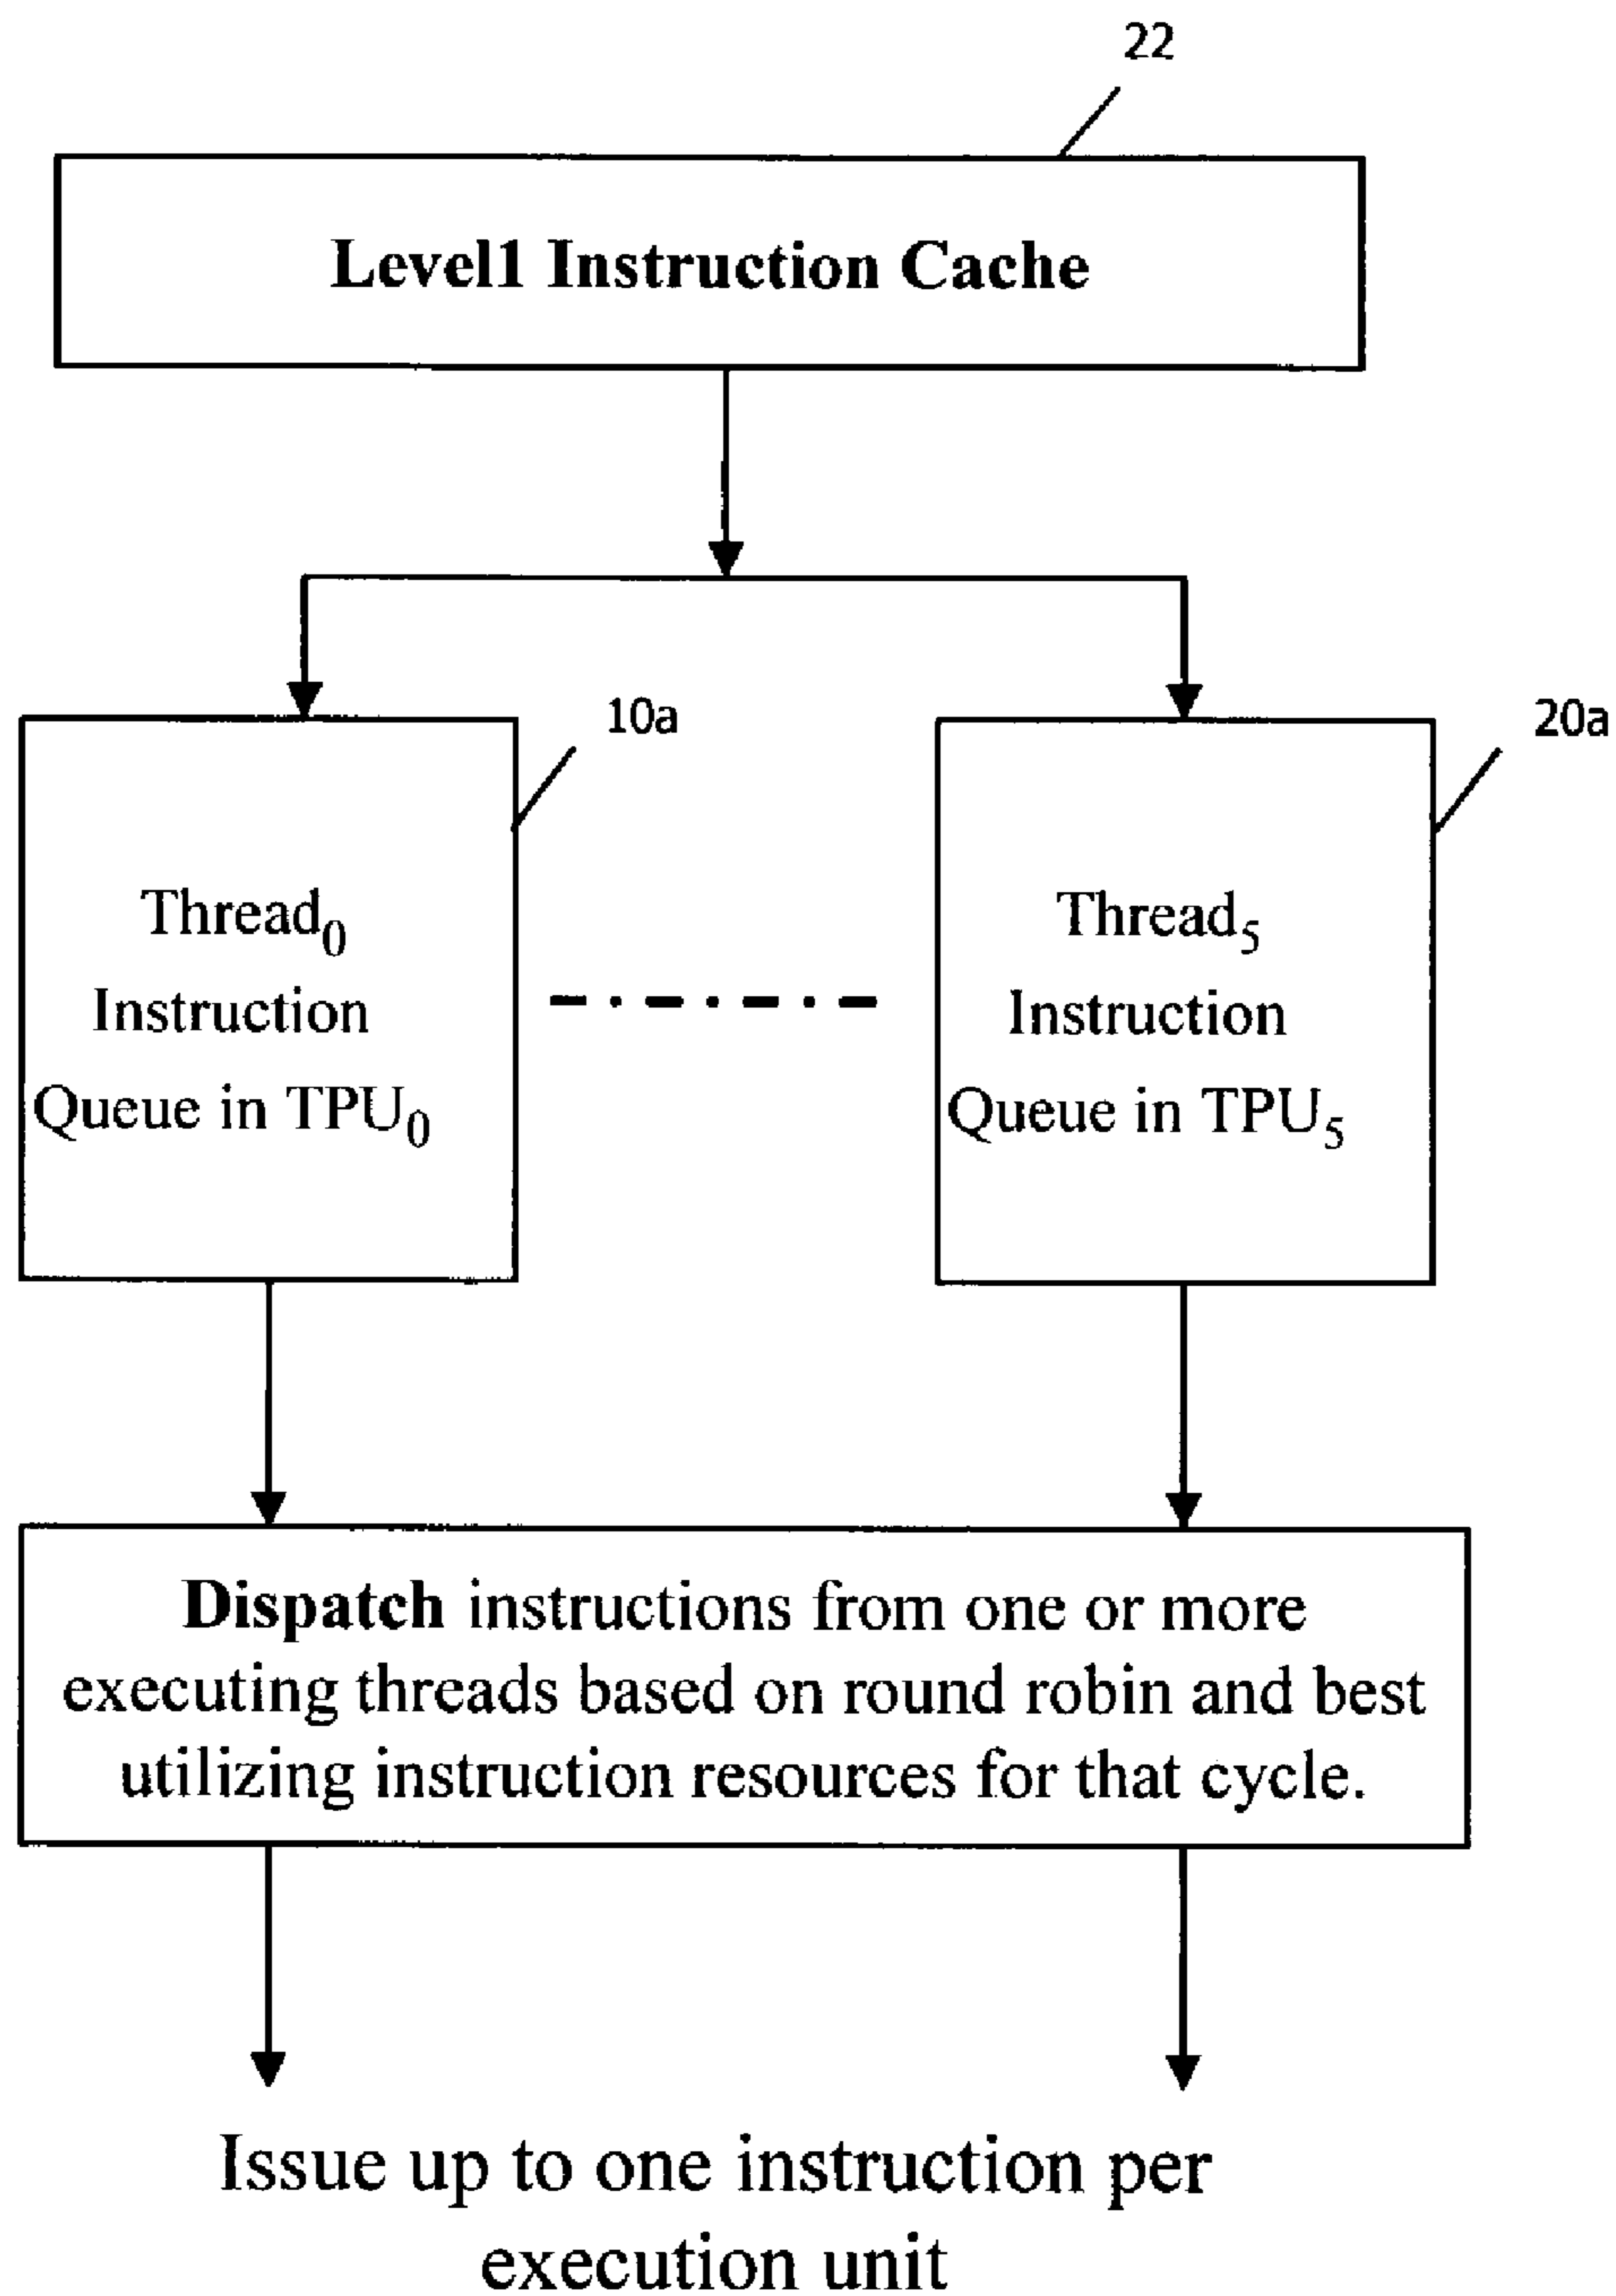 22
Level1 Instruction Cache
10a
20a
Thread₀
Instruction
Queue in TPU₀
Thread₅
Instruction
Queue in TPU₅
Dispatch instructions from one or more
executing threads based on round robin and best
utilizing instruction resources for that cycle.
Issue up to one instruction per
execution unit